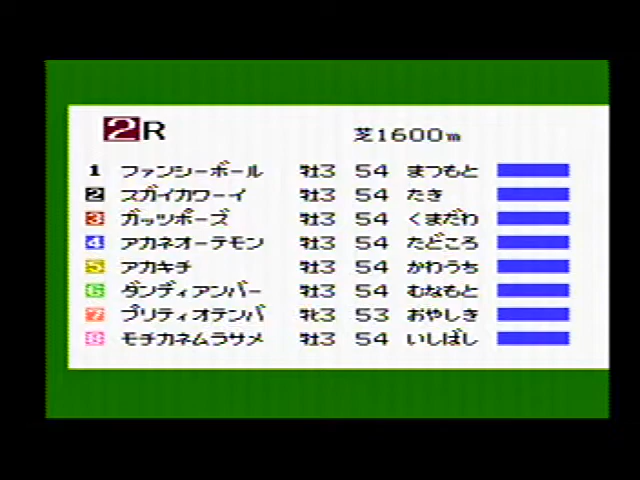 2R 芝1600m
1 ファンシーボール 牡3 54 まつもと
2 スガイカワーイ 牡3 54 たき
3 ガッツポーズ 牡3 54 くまだわ
4 アカネオーテモン 牡3 54 たどころ
5 アカキチ 牡3 54 かわうち
6 ダンディアンバー 牡3 54 むなもと
7 プリティオテンバ 牝3 53 おやしき
8 モチカネムラサメ 牡3 54 いしばし